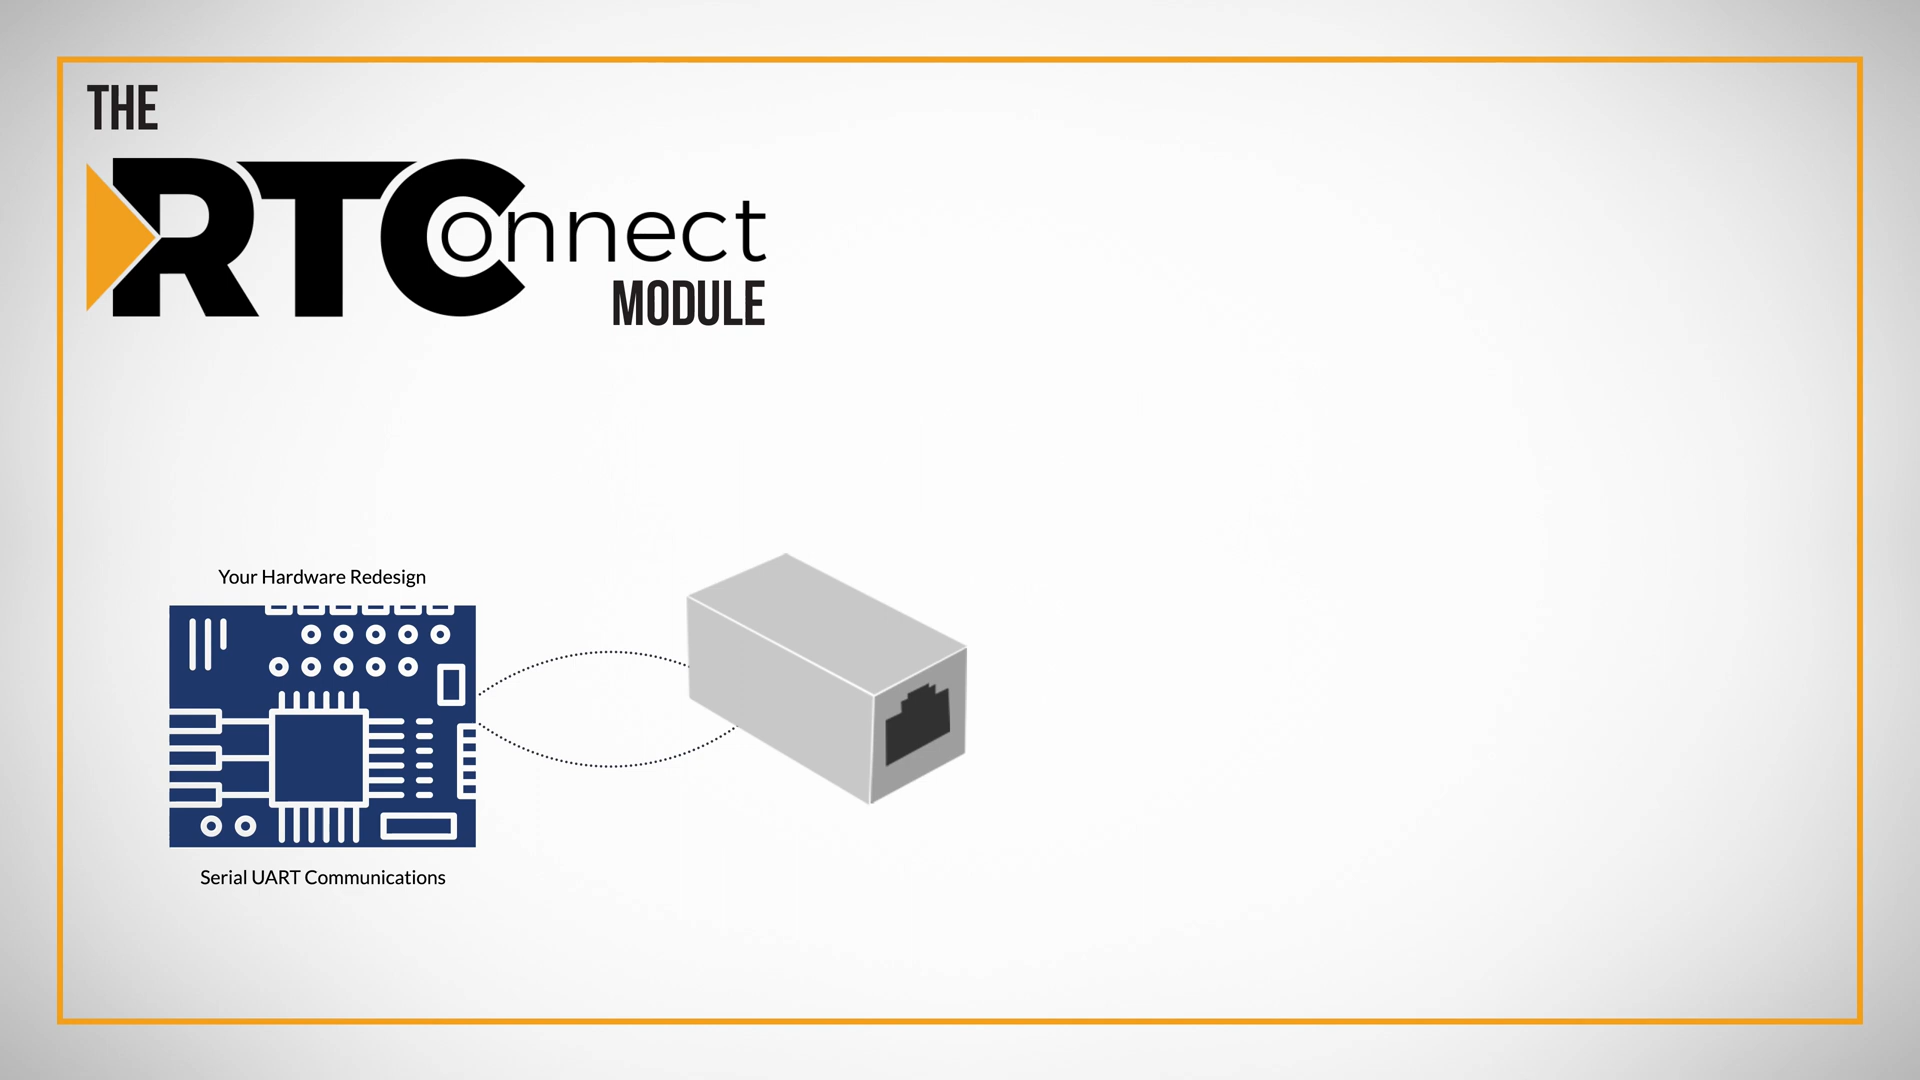 THE
RTConnect
MODULE
Your Hardware Redesign
Serial UART Communications